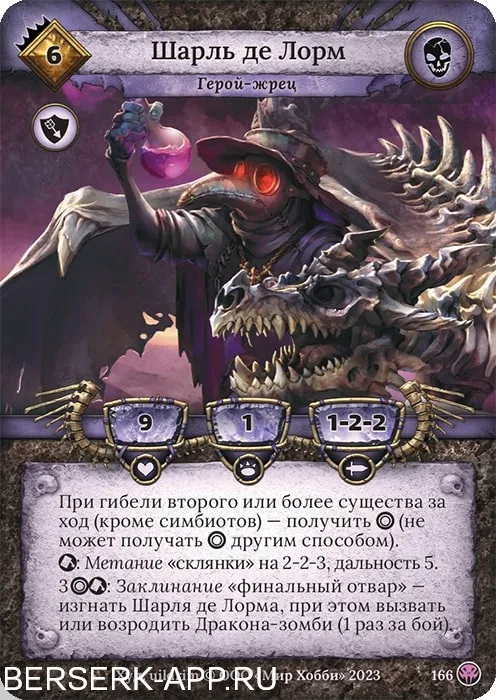 6
Шарль де Лорм
Герой-жрец
9
1
1-2-2
При гибели второго или более существа за
ход (кроме симбиотов) — получить (не
может получать другим способом).
: Метание «склянки» на 2-2-3, дальность 5.
3 : Заклинание «финальный отвар» —
изгнать Шарля де Лорма, при этом вызвать
или возродить Дракона-зомби (1 раз за бой).
© ООО «Мир Хобби» 2023
166
BERSERK-APP.RU